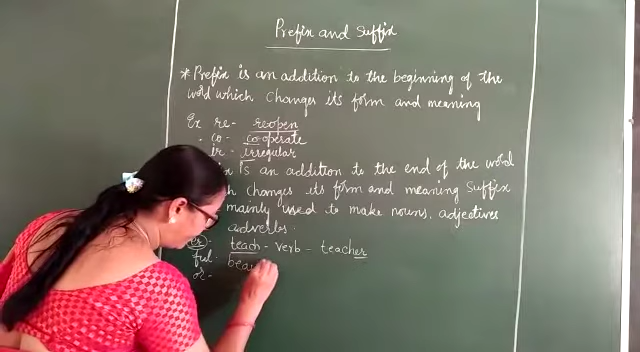 Prefix and Suffix
* Prefix is an addition to the beginning of the
word which changes its form and meaning
Ex re- reopen
- co- cooperate
ir- irregular
is an addition to the end of the word
changes its form and meaning Suffix
mainly used to make nouns, adjectives
adverbs.
er - teach - verb - teacher
ful -
or -